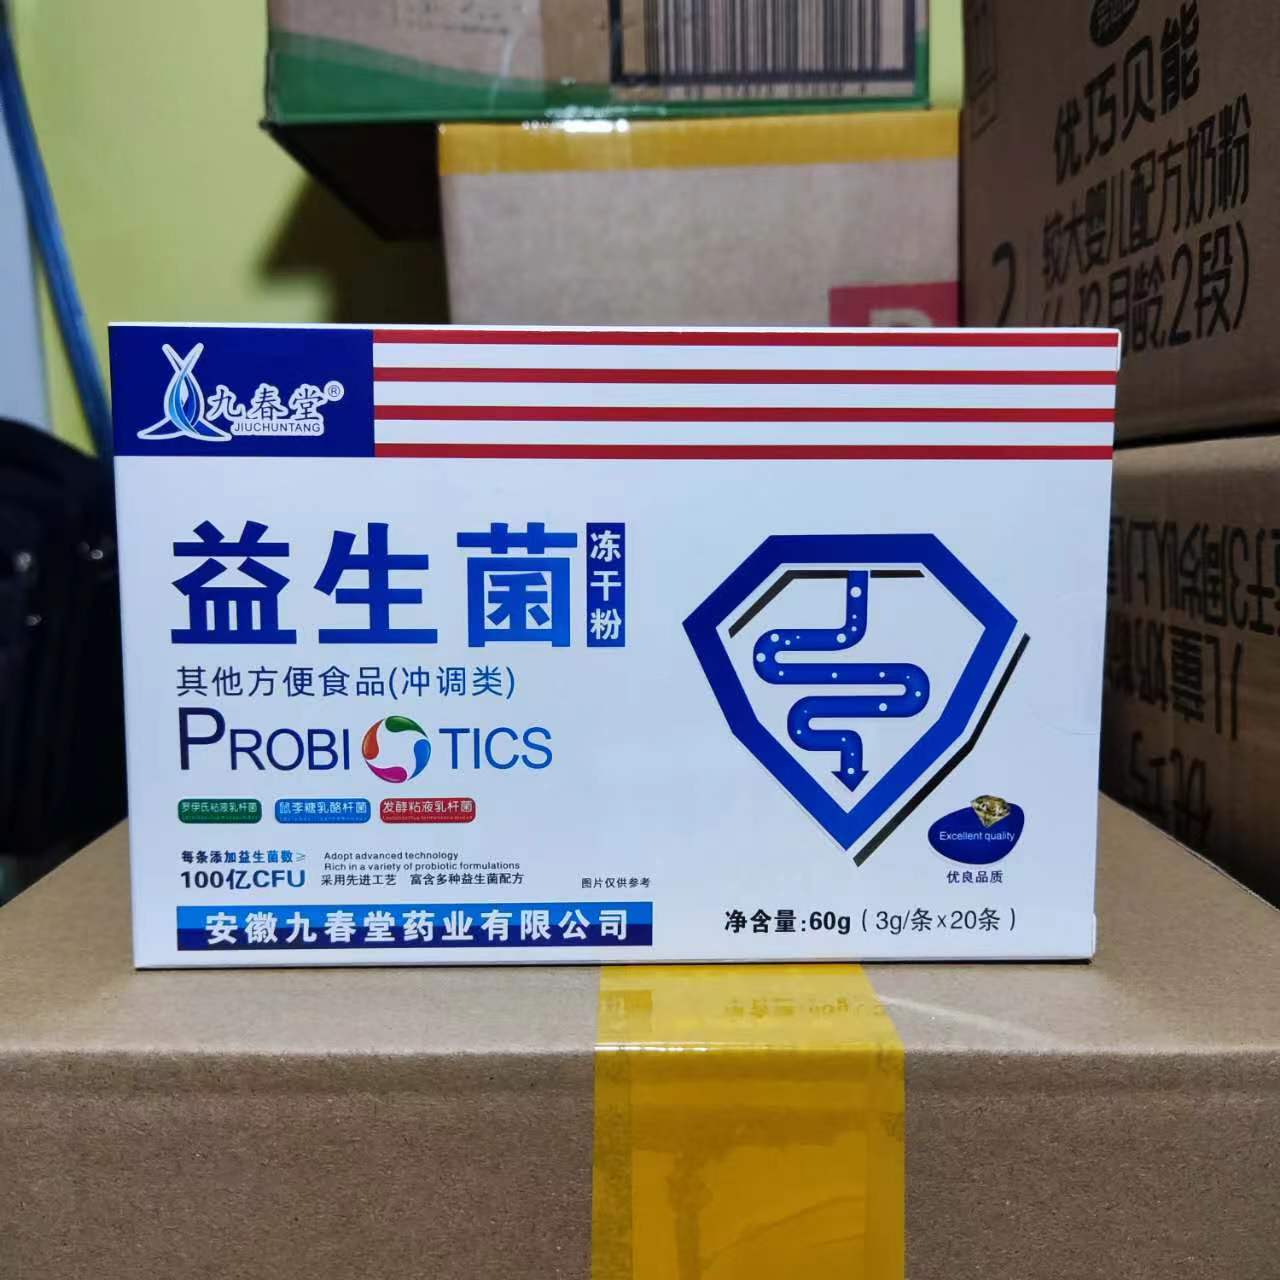 优巧贝能
较大婴儿配方奶粉
2段)
九春堂®
JIUCHUNTANG
益生菌
冻干粉
其他方便食品(冲调类)
PROBIOTICS
罗伊氏粘液乳杆菌
鼠李糖乳酪杆菌
发酵粘液乳杆菌
每条添加益生菌数≥
100亿CFU
Adopt advanced technology
Rich in a variety of probiotic formulations
采用先进工艺 富含多种益生菌配方
图片仅供参考
Excellent quality
优良品质
安徽九春堂药业有限公司
净含量:60g(3g/条×20条)